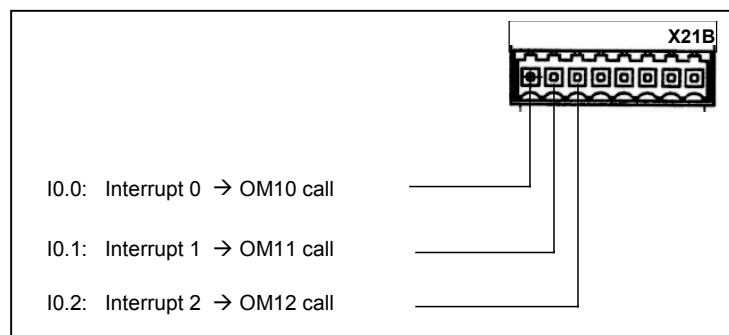 X21B
I0.0: Interrupt 0 → OM10 call
I0.1: Interrupt 1 → OM11 call
I0.2: Interrupt 2 → OM12 call